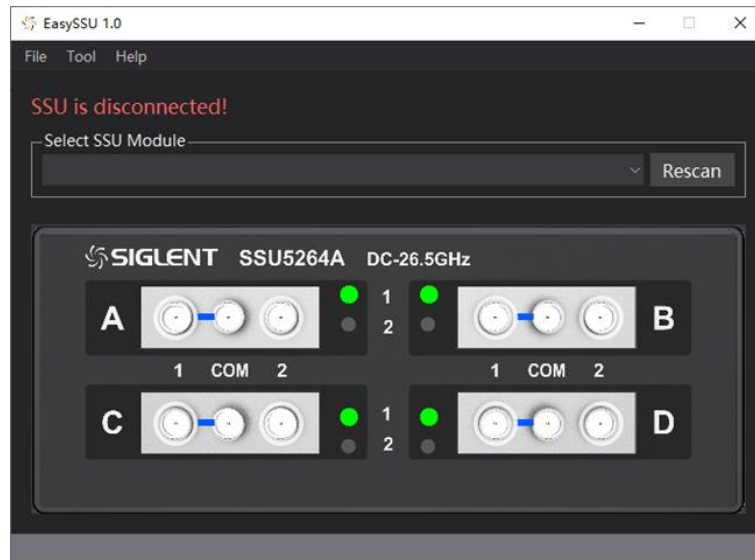 EasySSU 1.0
File Tool Help
SSU is disconnected!
Select SSU Module
Rescan
SIGLENT SSU5264A DC-26.5GHz
A 1 B
2
1 COM 2 1 COM 2
C 1 D
2